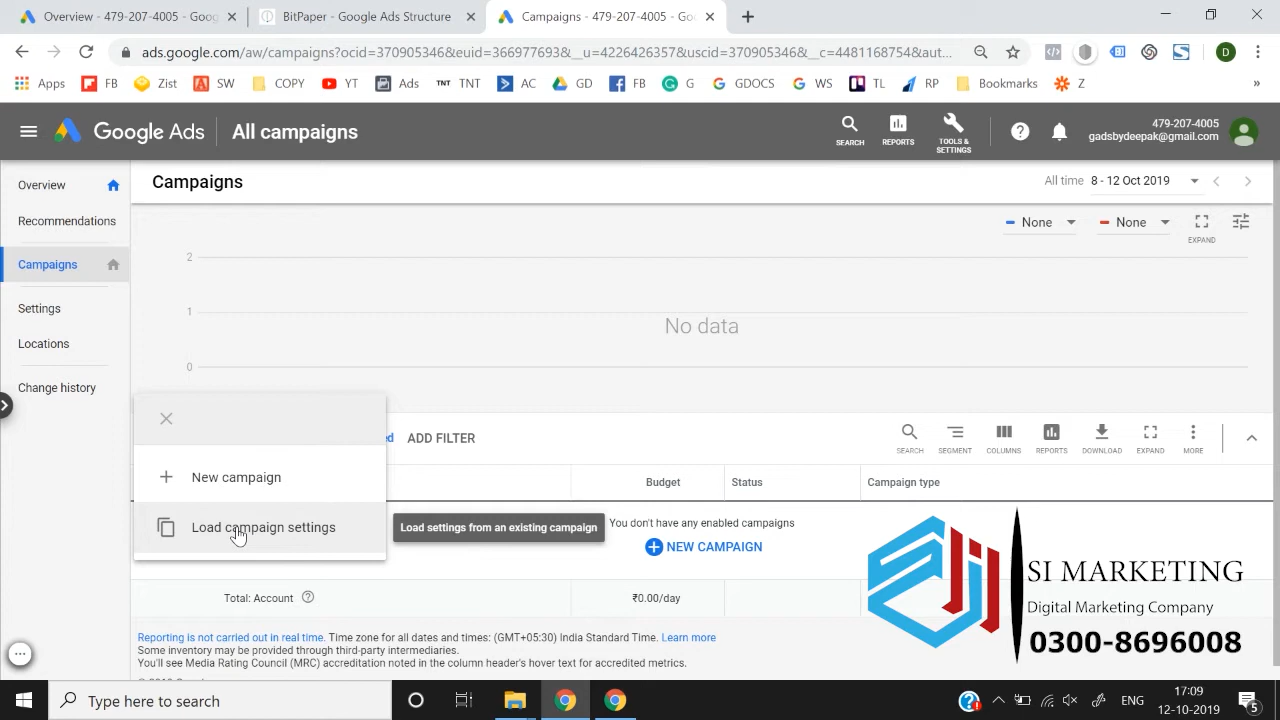 Overview - 479-207-4005 - Goo
BitPaper - Google Ads Structure
Campaigns - 479-207-4005 - Goo
ads.google.com/aw/campaigns?ocid=370905346&euid=366977693&__u=4226426357&uscid=370905346&__c=4481168754&aut...
D
Apps
FB
Zist
SW
COPY
YT
Ads
TNT TNT
AC
GD
FB
G
GDOCS
WS
TL
RP
Bookmarks
Z
Google Ads
All campaigns
SEARCH
REPORTS
TOOLS &
SETTINGS
479-207-4005
gadsbydeepak@gmail.com
Overview
Recommendations
Campaigns
Settings
Locations
Change history
Campaigns
All time 8 - 12 Oct 2019
None
None
EXPAND
2
1
0
No data
ADD FILTER
SEARCH
SEGMENT
COLUMNS
REPORTS
DOWNLOAD
EXPAND
MORE
New campaign
Load campaign settings
Load settings from an existing campaign
Budget
Status
Campaign type
You don't have any enabled campaigns
NEW CAMPAIGN
Total: Account
₹0.00/day
Reporting is not carried out in real time. Time zone for all dates and times: (GMT+05:30) India Standard Time. Learn more
Some inventory may be provided through third-party intermediaries.
You'll see Media Rating Council (MRC) accreditation noted in the column header's hover text for accredited metrics.
SI MARKETING
Digital Marketing Company
0300-8696008
Type here to search
ENG
17:09
12-10-2019
5